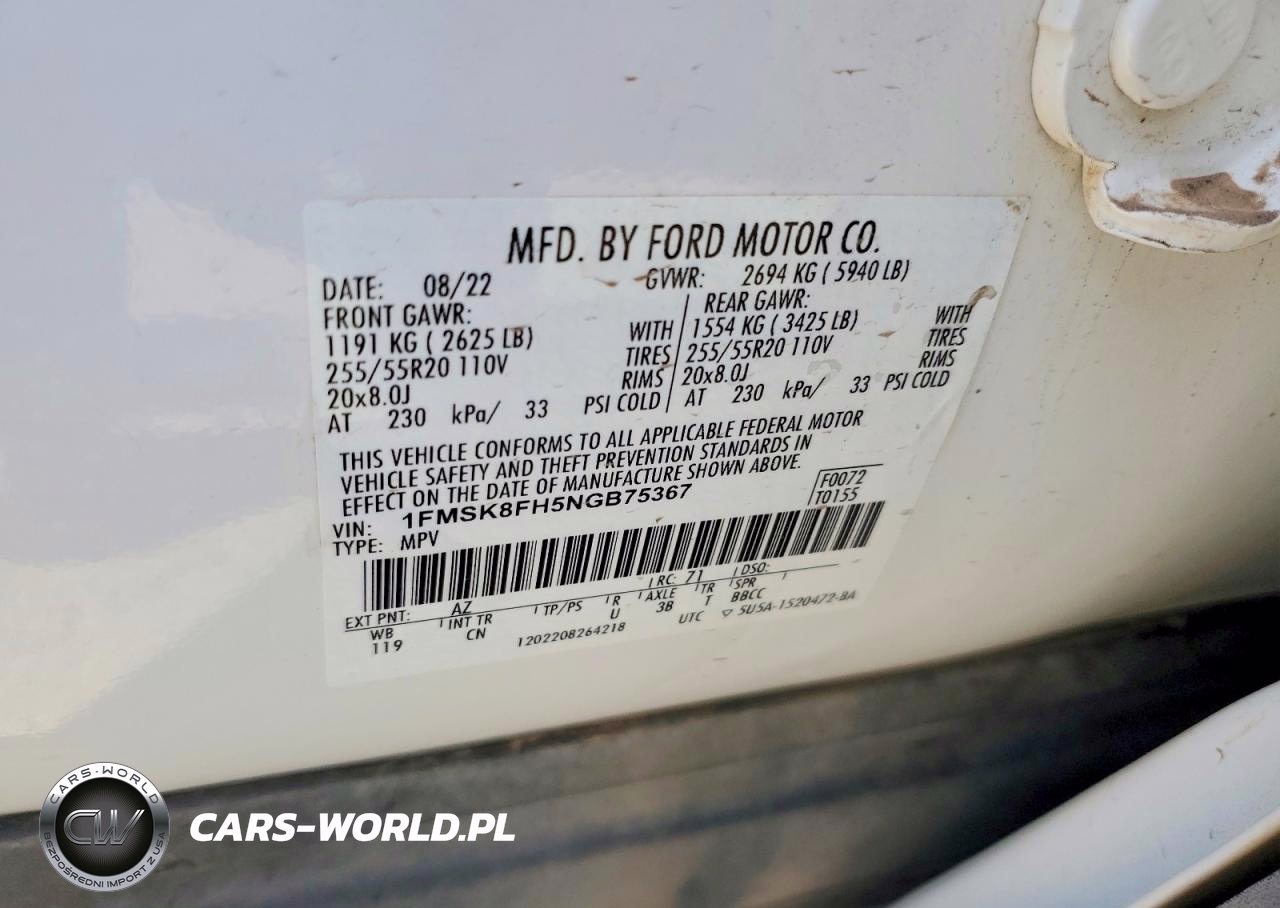 MFD. BY FORD MOTOR CO.
DATE: 08/22 GVWR: 2694 KG ( 5940 LB)
FRONT GAWR: REAR GAWR:
1191 KG ( 2625 LB) WITH 1554 KG ( 3425 LB) WITH
255/55R20 110V TIRES 255/55R20 110V TIRES
20x8.0J RIMS 20x8.0J RIMS
AT 230 kPa/ 33 PSI COLD AT 230 kPa/ 33 PSI COLD
THIS VEHICLE CONFORMS TO ALL APPLICABLE FEDERAL MOTOR
VEHICLE SAFETY AND THEFT PREVENTION STANDARDS IN
EFFECT ON THE DATE OF MANUFACTURE SHOWN ABOVE.
VIN: 1FMSK8FH5NGB75367 F0072
TYPE: MPV T0155
EXT PNT: AZ RC: 71 DSO:
WB INT TR TP/PS R AXLE TR SPR
119 CN U 3B T BBCC
1202208264218 UTC ▽ 5U5A-1520472-BA
CARS-WORLD
CW
BEZPOŚREDNI IMPORT Z USA
CARS-WORLD.PL